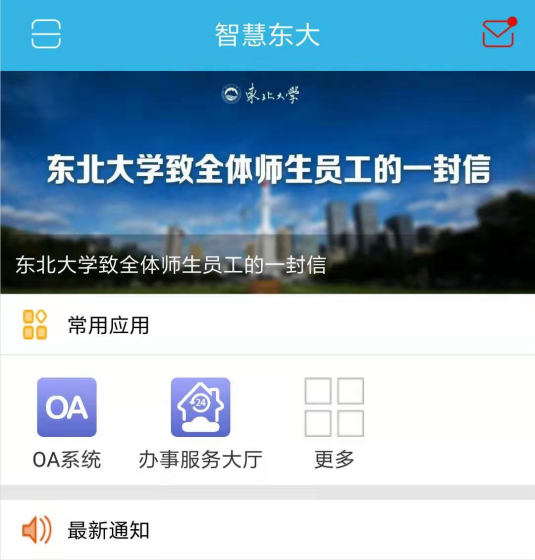 智慧东大
東北大學
东北大学致全体师生员工的一封信
东北大学致全体师生员工的一封信
常用应用
OA
24
OA系统
办事服务大厅
更多
最新通知